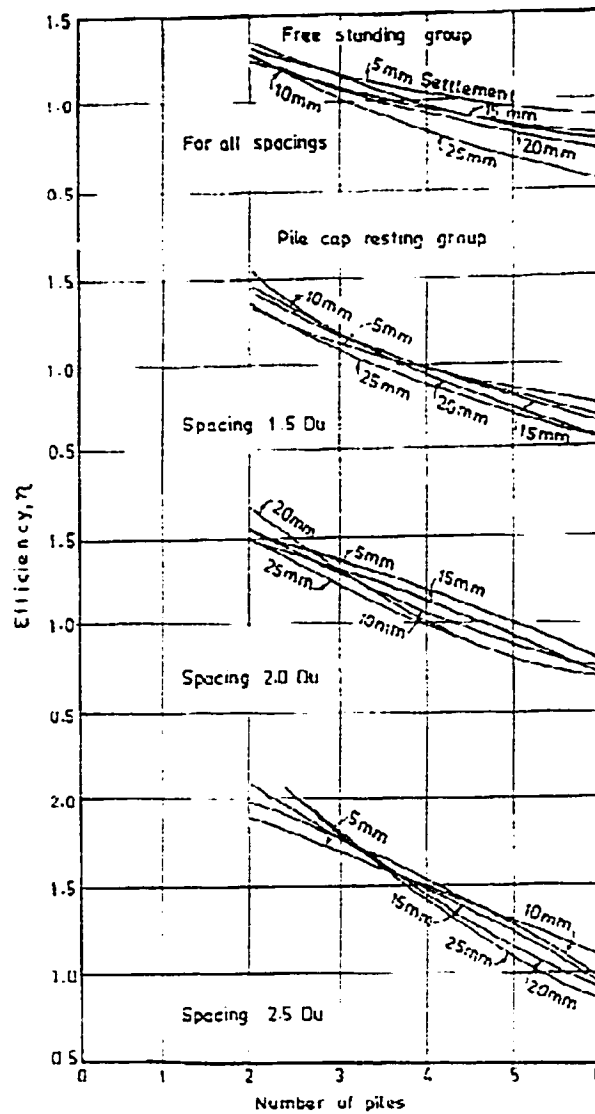 1.5
Free standing group
5mm Settlement
10mm
15 mm
1.0
For all spacings
20mm
25mm
0.5
Pile cap resting group
1.5
10mm
5mm
1.0
25mm
20mm
15mm
Spacing 1.5 Du
0.5
20mm
1.5
5mm
15mm
25mm
10mm
1.0
Spacing 2.0 Du
0.5
Efficiency, η
2.0
5mm
1.5
15mm
10mm
25mm
20mm
1.0
Spacing 2.5 Du
0.5
0 1 2 3 4 5 6
Number of piles